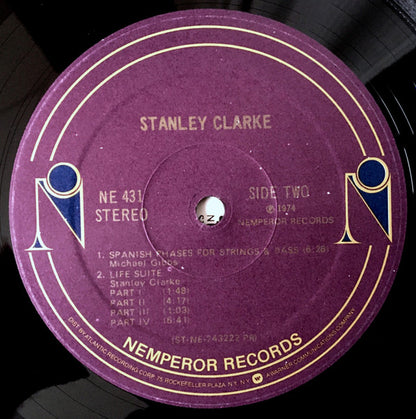 STANLEY CLARKE
NE 431
STEREO
SIDE TWO
℗ 1974
NEMPEROR RECORDS
1. SPANISH PHASES FOR STRINGS & BASS (6:26)
Michael Gibbs
2. LIFE SUITE
Stanley Clarke
PART I (1:48)
PART II (4:17)
PART III (1:03)
PART IV (6:41)
(ST-NE-743222 PR)
NEMPEROR RECORDS
DIST. BY ATLANTIC RECORDING CORP. 75 ROCKEFELLER PLAZA, N.Y. N.Y. A WARNER COMMUNICATIONS COMPANY